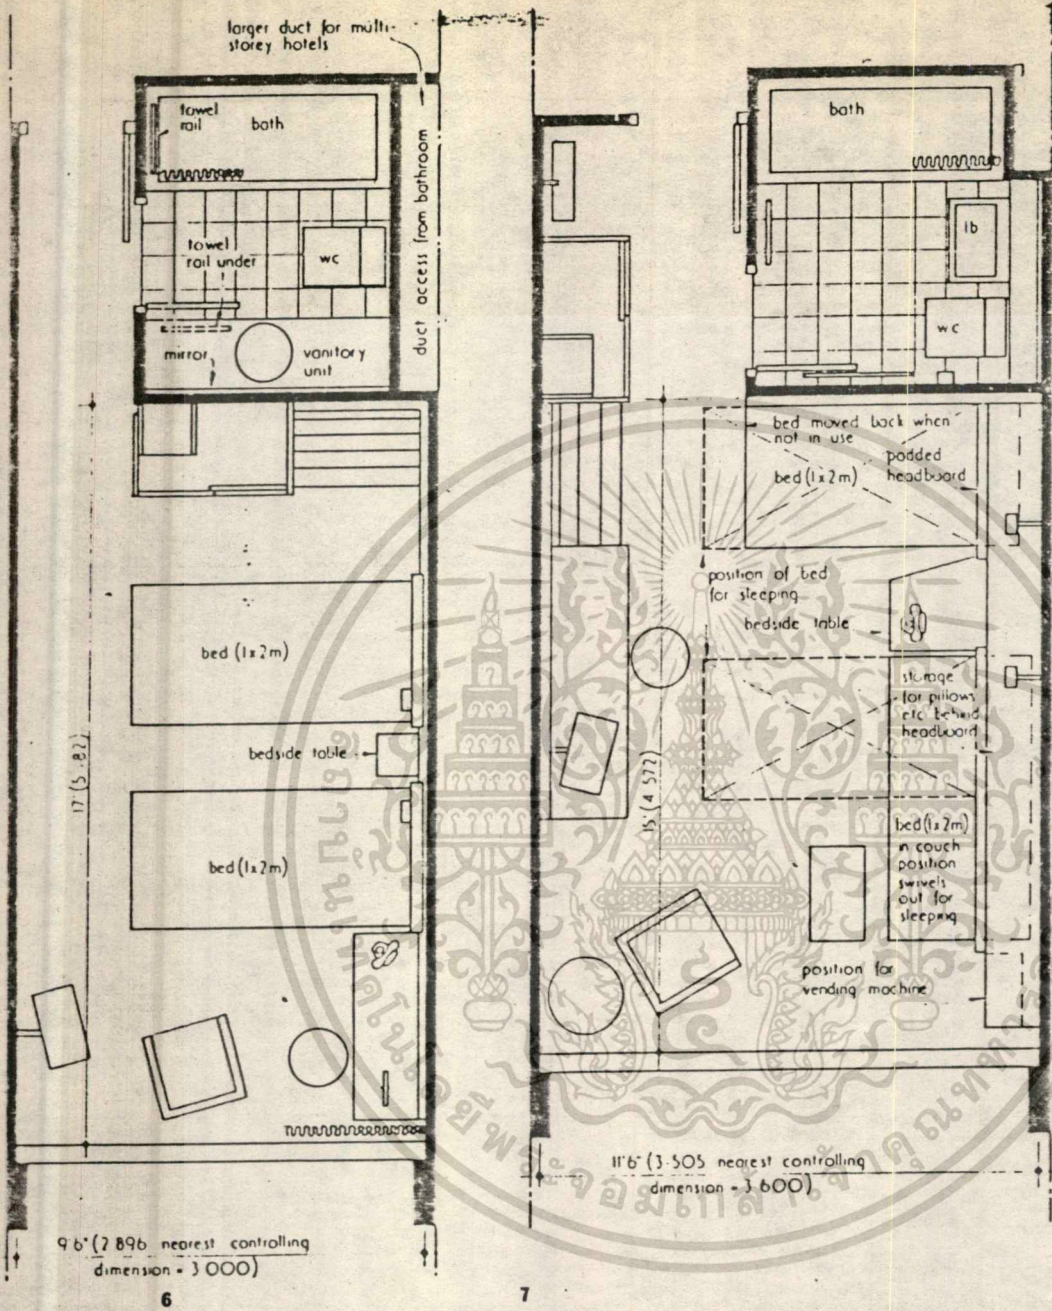 larger duct for multi-
storey hotels
towel
rail
bath
duct access from bathroom
towel
rail under
wc
mirror
vanitory
unit
bed (1x2m)
bedside table
17' (5.182)
bed (1x2m)
9'6" (2.896 nearest controlling
dimension = 3.000)
6
bath
lb
wc
bed moved back when
not in use
padded
headboard
bed (1x2m)
position of bed
for sleeping
bedside table
storage
for pillows
etc behind
headboard
15' (4.572)
bed (1x2m)
in couch
position
swivels
out for
sleeping
position for
vending machine
11'6" (3.505 nearest controlling
dimension = 3.600)
7